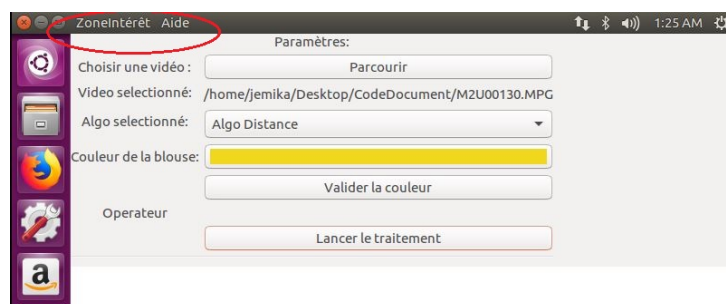 ZoneIntérêt Aide 1:25 AM
Paramètres:
Choisir une vidéo : Parcourir
Video selectionné: /home/jemika/Desktop/CodeDocument/M2U00130.MPG
Algo selectionné: Algo Distance
Couleur de la blouse:
Valider la couleur
Operateur
Lancer le traitement
a